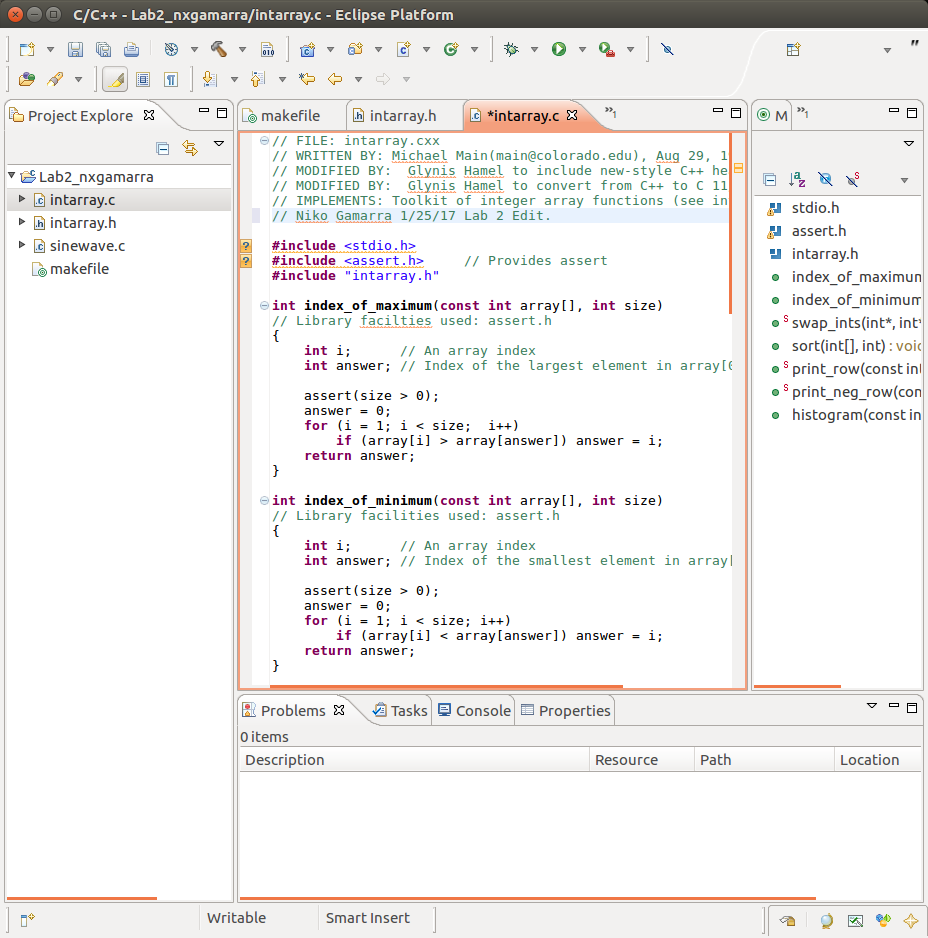 C/C++ - Lab2_nxgamarra/intarray.c - Eclipse Platform
010
Project Explore
Lab2_nxgamarra
intarray.c
intarray.h
sinewave.c
makefile
makefile
intarray.h
*intarray.c
»1
// FILE: intarray.cxx
// WRITTEN BY: Michael Main(main@colorado.edu), Aug 29, 1
// MODIFIED BY:  Glynis Hamel to include new-style C++ he
// MODIFIED BY:  Glynis Hamel to convert from C++ to C 11
// IMPLEMENTS: Toolkit of integer array functions (see in
// Niko Gamarra 1/25/17 Lab 2 Edit.
#include <stdio.h>
#include <assert.h>     // Provides assert
#include "intarray.h"
int index_of_maximum(const int array[], int size)
// Library facilties used: assert.h
{
    int i;      // An array index
    int answer; // Index of the largest element in array[0
    assert(size > 0);
    answer = 0;
    for (i = 1; i < size;  i++)
        if (array[i] > array[answer]) answer = i;
    return answer;
}
int index_of_minimum(const int array[], int size)
// Library facilities used: assert.h
{
    int i;      // An array index
    int answer; // Index of the smallest element in array[
    assert(size > 0);
    answer = 0;
    for (i = 1; i < size; i++)
        if (array[i] < array[answer]) answer = i;
    return answer;
}
M
»1
stdio.h
assert.h
intarray.h
index_of_maximun
index_of_minimum
swap_ints(int*, int*
sort(int[], int) : void
print_row(const int
print_neg_row(con
histogram(const in
Problems
Tasks
Console
Properties
0 items
Description
Resource
Path
Location
Writable
Smart Insert